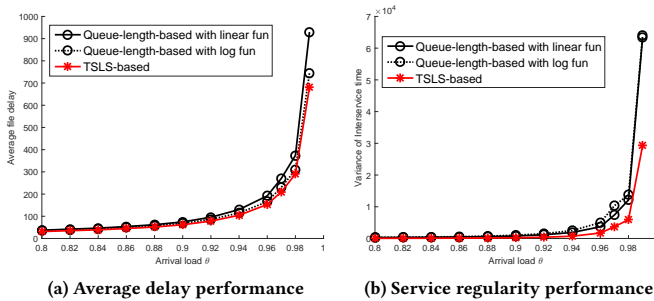 Queue-length-based with linear fun
Queue-length-based with log fun
TSLS-based
Average file delay
1000
900
800
700
600
500
400
300
200
100
0
0.8 0.82 0.84 0.86 0.88 0.9 0.92 0.94 0.96 0.98 1
Arrival load θ
(a) Average delay performance
×10⁴
Queue-length-based with linear fun
Queue-length-based with log fun
TSLS-based
Variance of Interservice time
7
6
5
4
3
2
1
0
0.8 0.82 0.84 0.86 0.88 0.9 0.92 0.94 0.96 0.98
Arrival load θ
(b) Service regularity performance